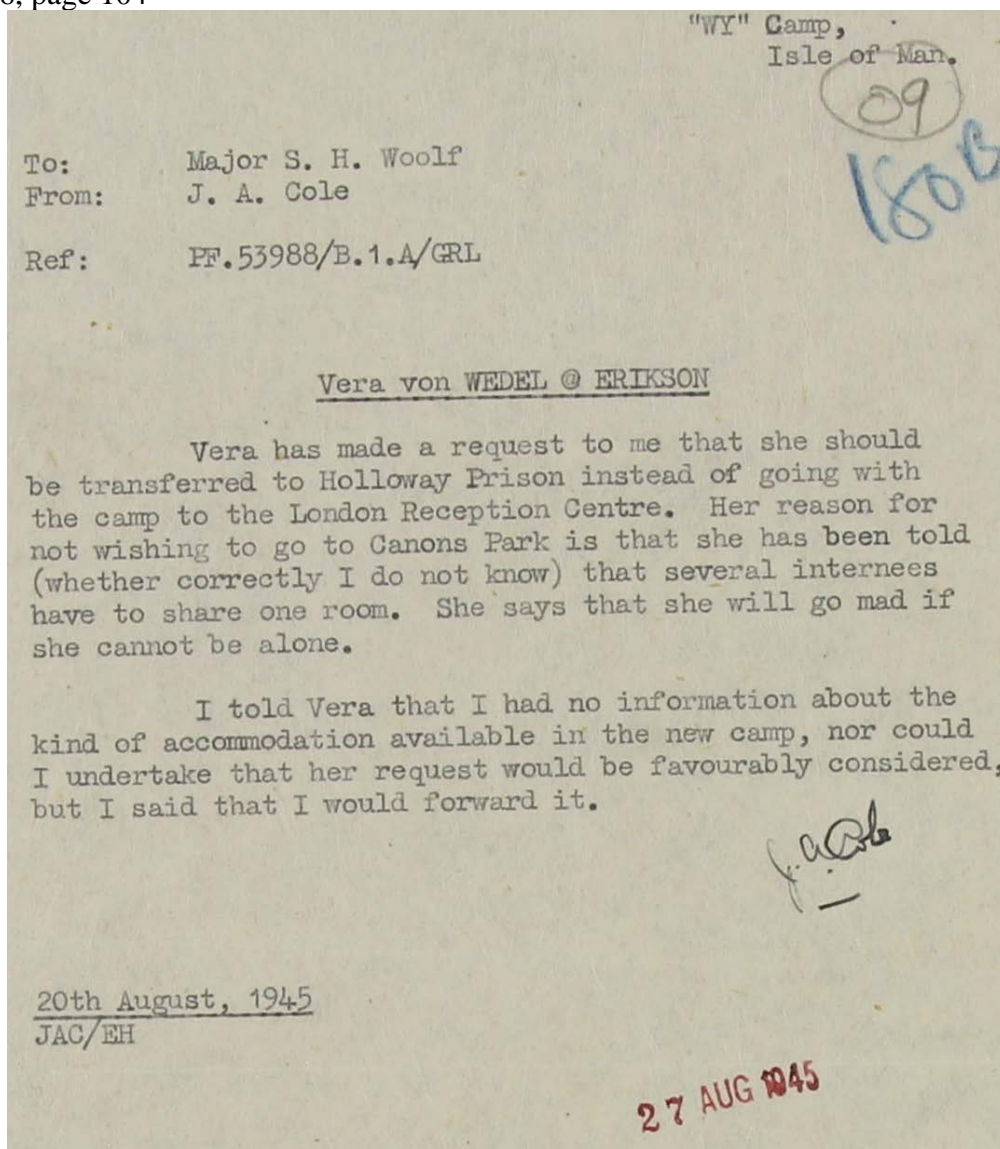 page 104
"WY" Camp,
Isle of Man.
09
180B
To: Major S. H. Woolf
From: J. A. Cole
Ref: PF.53988/B.1.A/GRL
Vera von WEDEL @ ERIKSON
Vera has made a request to me that she should
be transferred to Holloway Prison instead of going with
the camp to the London Reception Centre. Her reason for
not wishing to go to Canons Park is that she has been told
(whether correctly I do not know) that several internees
have to share one room. She says that she will go mad if
she cannot be alone.
I told Vera that I had no information about the
kind of accommodation available in the new camp, nor could
I undertake that her request would be favourably considered,
but I said that I would forward it.
J.A.Cole
20th August, 1945
JAC/EH
27 AUG 1945